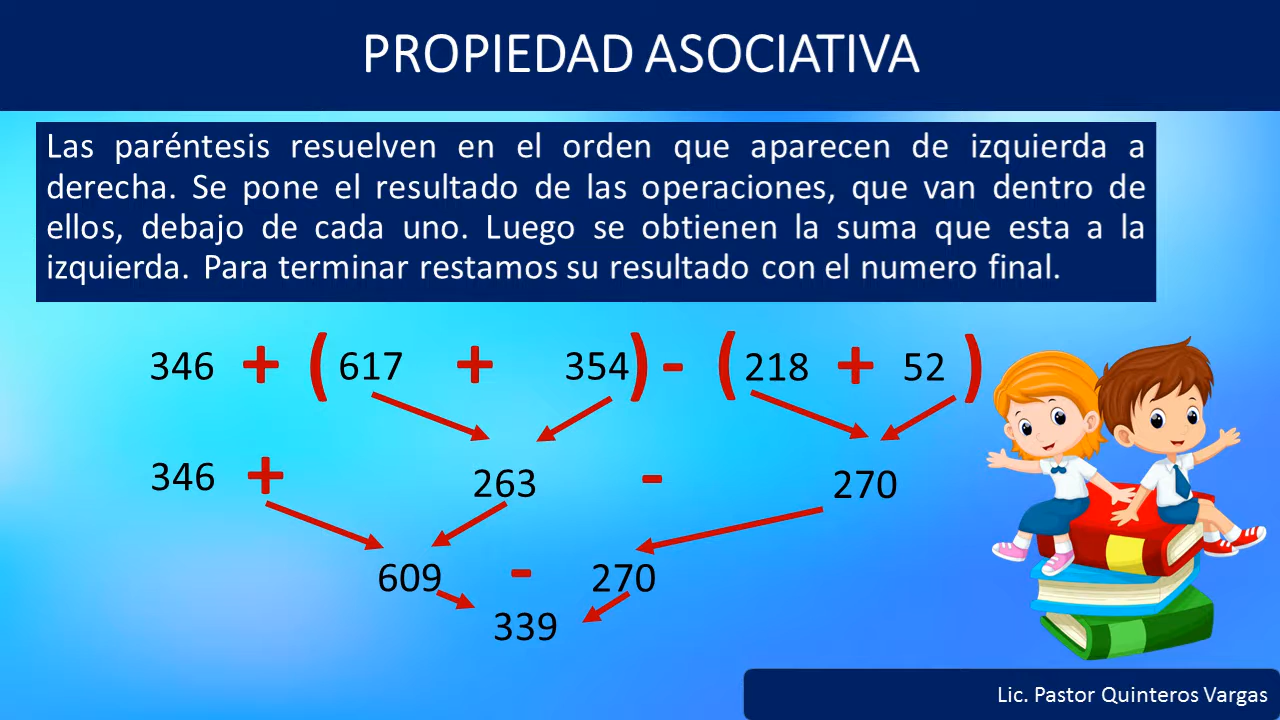 PROPIEDAD ASOCIATIVA
Las paréntesis resuelven en el orden que aparecen de izquierda a
derecha. Se pone el resultado de las operaciones, que van dentro de
ellos, debajo de cada uno. Luego se obtienen la suma que esta a la
izquierda. Para terminar restamos su resultado con el numero final.
346 + ( 617 + 354) - ( 218 + 52 )
346 + 263 - 270
609 - 270
339
Lic. Pastor Quinteros Vargas